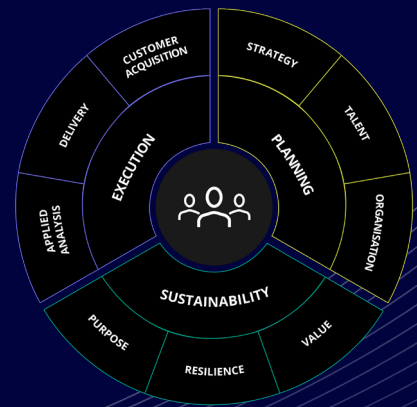 CUSTOMER
ACQUISITION
STRATEGY
DELIVERY
TALENT
EXECUTION
PLANNING
APPLIED
ANALYSIS
ORGANISATION
SUSTAINABILITY
PURPOSE
RESILIENCE
VALUE